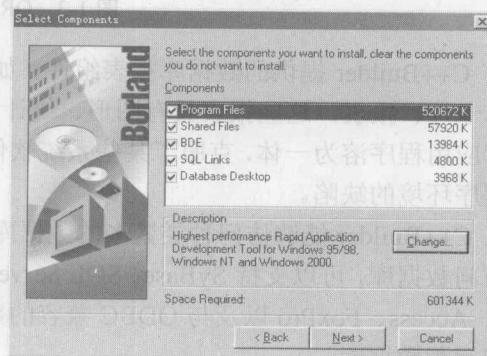 Select Components
Borland
Select the components you want to install, clear the components
you do not want to install.
Components
Program Files 520672 K
Shared Files 57920 K
BDE 13984 K
SQL Links 4800 K
Database Desktop 3968 K
Description
Highest performance Rapid Application
Development Tool for Windows 95/98,
Windows NT and Windows 2000.
Change...
Space Required: 601344 K
< Back
Next >
Cancel